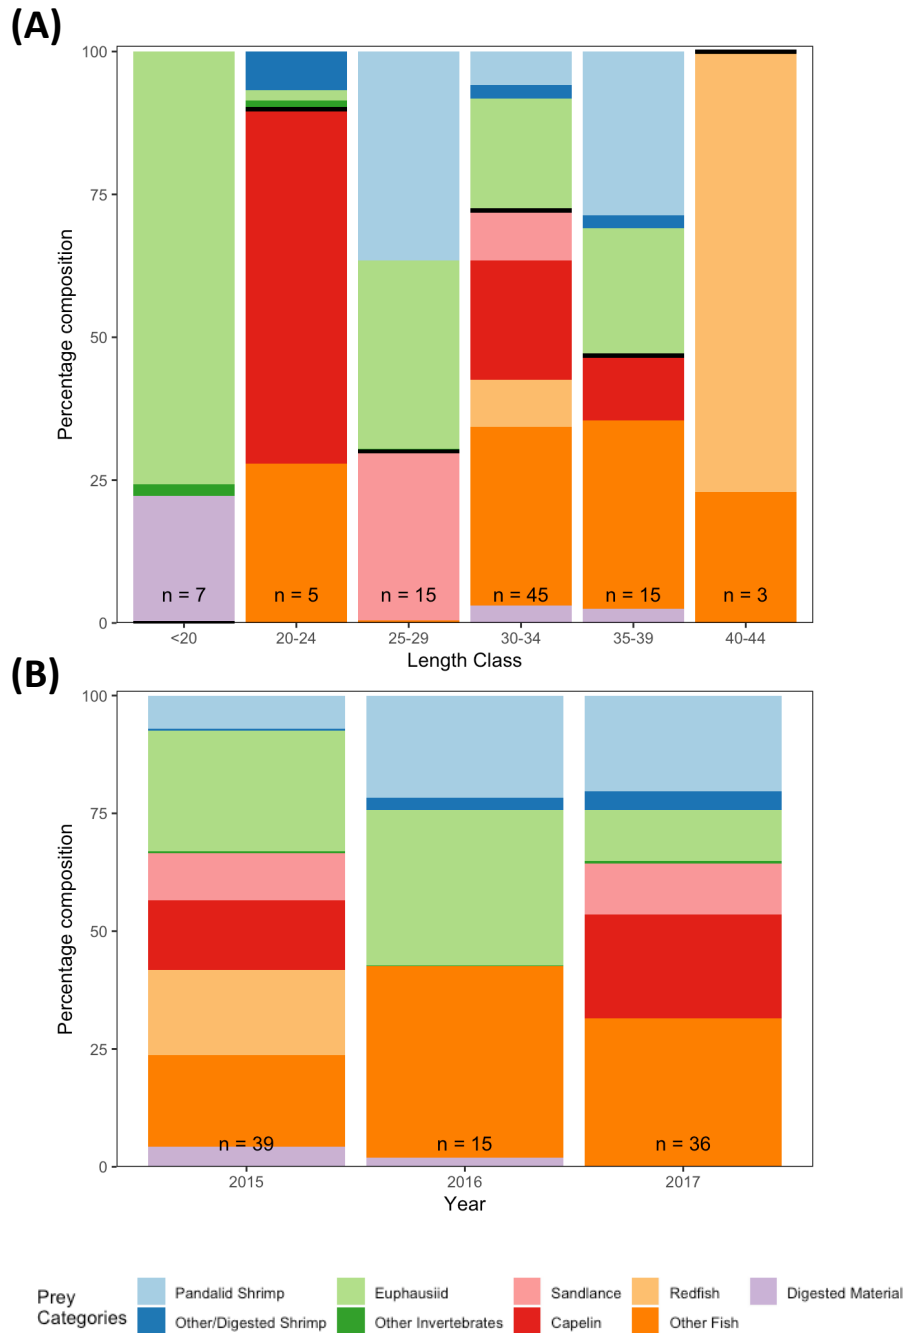 (A)
100
75
50
25
0
Percentage composition
n = 7 n = 5 n = 15 n = 45 n = 15 n = 3
<20 20-24 25-29 30-34 35-39 40-44
Length Class
(B)
100
75
50
25
0
Percentage composition
n = 39 n = 15 n = 36
2015 2016 2017
Year
Prey
Categories
Pandalid Shrimp Euphausiid Sandlance Redfish Digested Material
Other/Digested Shrimp Other Invertebrates Capelin Other Fish